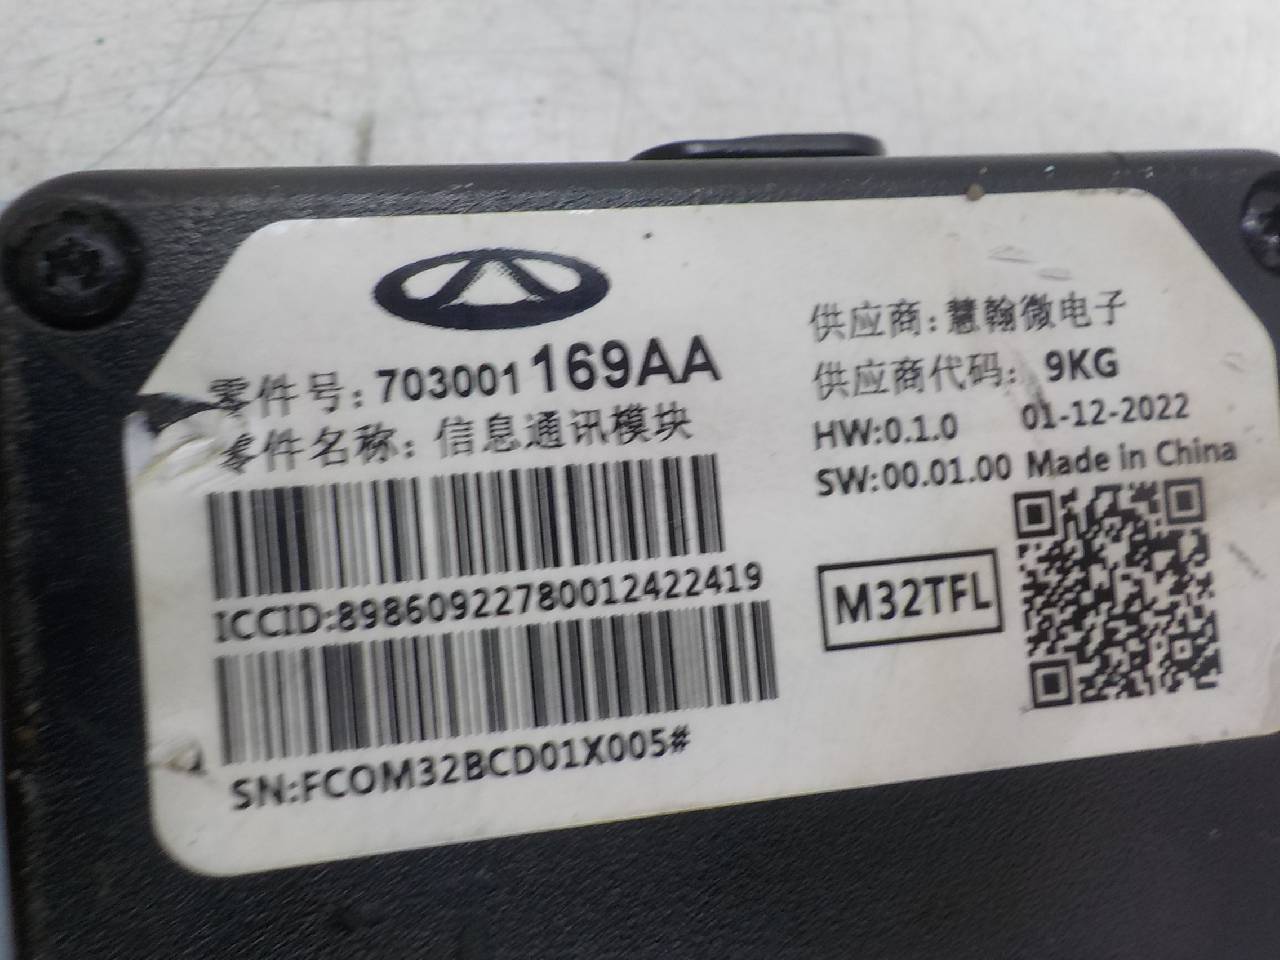 零件号: 703001169AA
零件名称: 信息通讯模块
ICCID:89860922780012422419
SN:FCOM32BCD01X005#
供应商: 慧翰微电子
供应商代码: 9KG
HW:0.1.0 01-12-2022
SW:00.01.00 Made in China
M32TFL